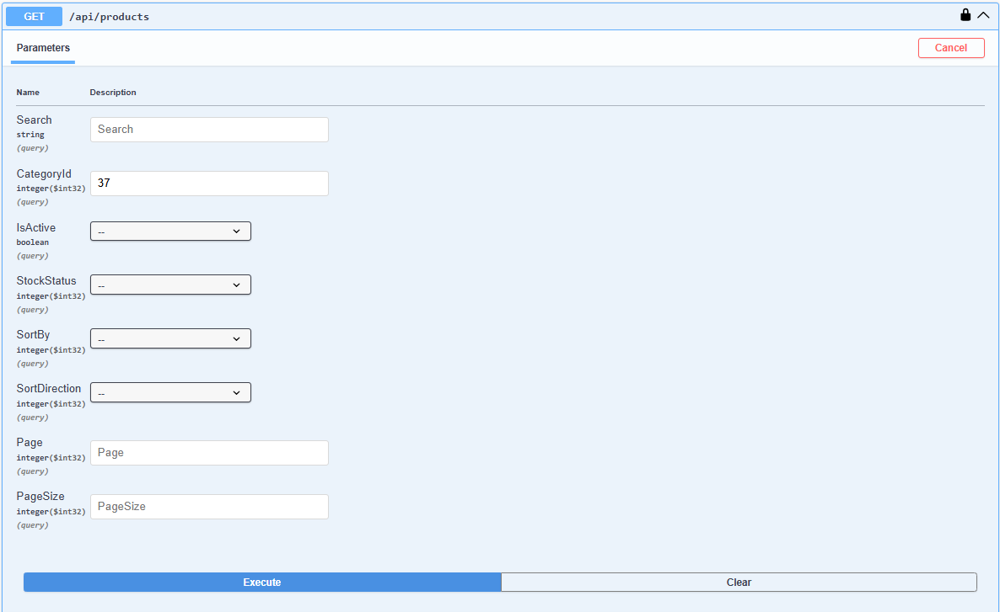 GET /api/products
Parameters Cancel
Name Description
Search
string
(query)
Search
CategoryId
integer($int32)
(query)
37
IsActive
boolean
(query)
--
StockStatus
integer($int32)
(query)
--
SortBy
integer($int32)
(query)
--
SortDirection
integer($int32)
(query)
--
Page
integer($int32)
(query)
Page
PageSize
integer($int32)
(query)
PageSize
Execute Clear